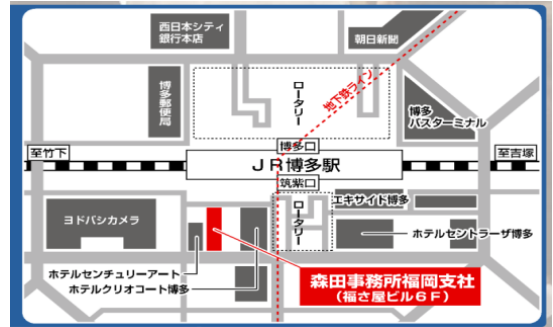 西日本シティ
銀行本店
朝日新聞
博多郵便局
ロータリー
地下鉄ライン
博多
バスターミナル
博多口
至竹下
JR博多駅
至吉塚
筑紫口
ヨドバシカメラ
ロータリー
エキサイド博多
ホテルセントラーザ博多
ホテルセンチュリーアート
ホテルクリオコート博多
森田事務所福岡支社
(福さ屋ビル6F)